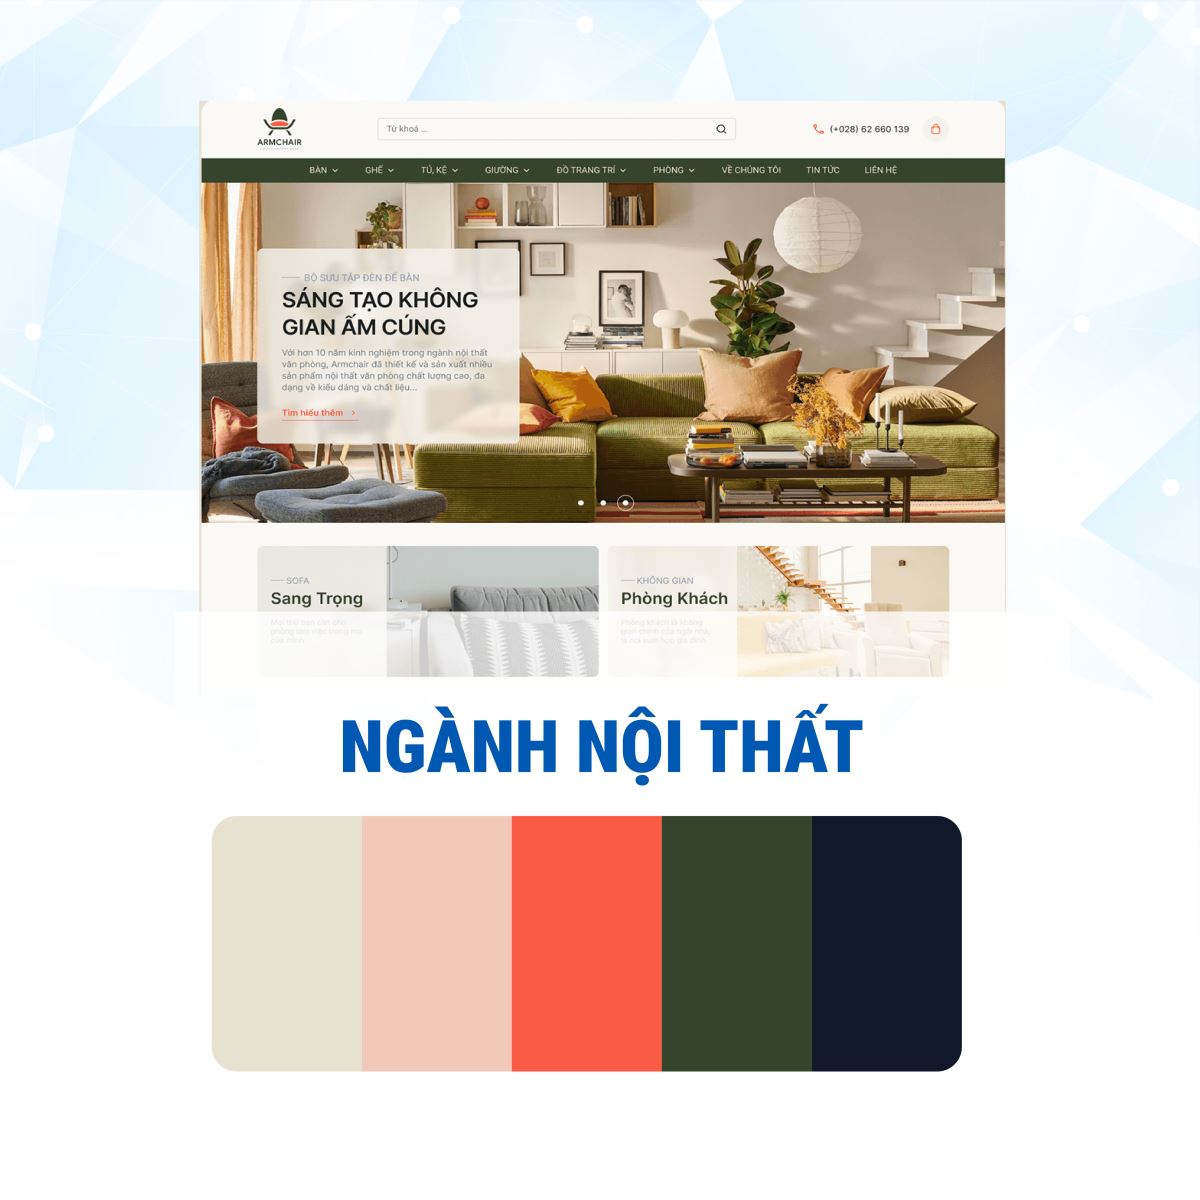 ARMCHAIR
Từ khoá ...
(+028) 62 660 139
BÀN GHẾ TỦ, KỆ GIƯỜNG ĐỒ TRANG TRÍ PHÒNG VỀ CHÚNG TÔI TIN TỨC LIÊN HỆ
BỘ SƯU TẬP ĐÈN ĐỂ BÀN
SÁNG TẠO KHÔNG
GIAN ẤM CÚNG
Với hơn 10 năm kinh nghiệm trong ngành nội thất
văn phòng, Armchair đã thiết kế và sản xuất nhiều
sản phẩm nội thất văn phòng chất lượng cao, đa
dạng về kiểu dáng và chất liệu...
Tìm hiểu thêm
SOFA
Sang Trọng
Mọi thứ bạn cần cho
phòng làm việc trong mơ
của mình
KHÔNG GIAN
Phòng Khách
Phòng khách là không
gian chính của ngôi nhà,
là nơi sum họp gia đình
NGÀNH NỘI THẤT